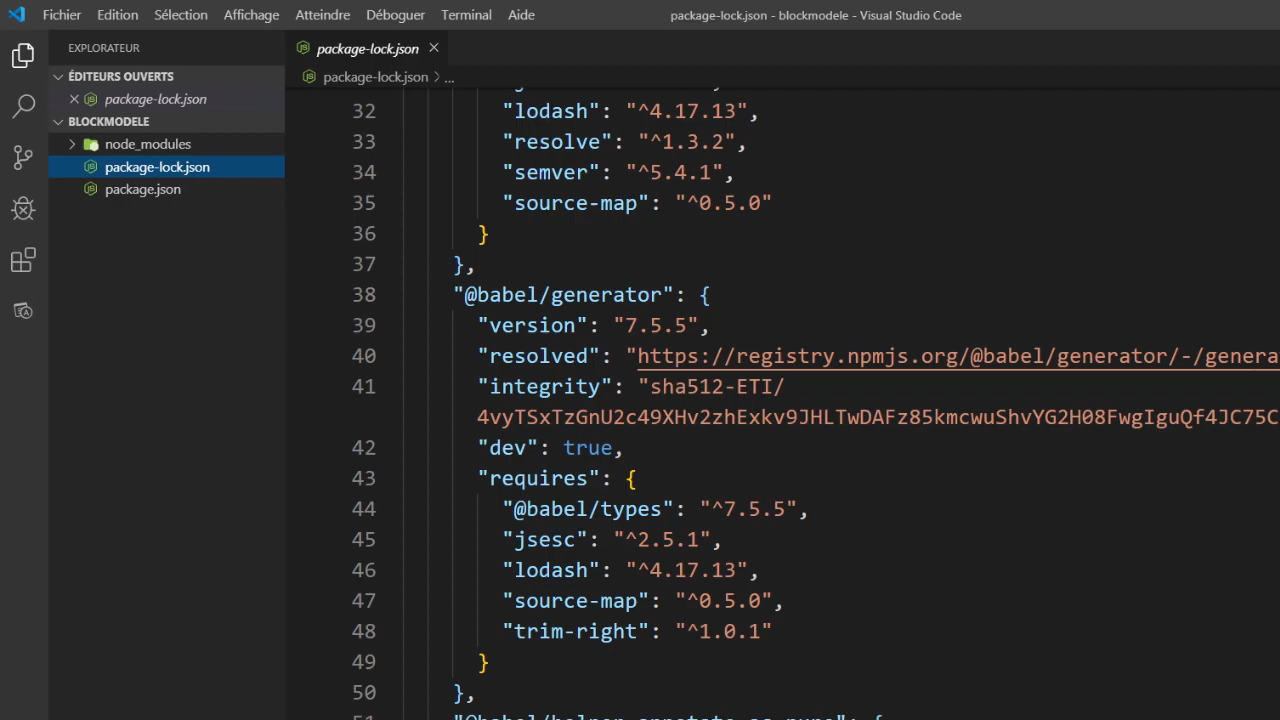 Fichier Edition Sélection Affichage Atteindre Déboguer Terminal Aide package-lock.json - blockmodele - Visual Studio Code
EXPLORATEUR
ÉDITEURS OUVERTS
package-lock.json
BLOCKMODELE
node_modules
package-lock.json
package.json
package-lock.json
package-lock.json > ...
32 "lodash": "^4.17.13",
33 "resolve": "^1.3.2",
34 "semver": "^5.4.1",
35 "source-map": "^0.5.0"
36 }
37 },
38 "@babel/generator": {
39 "version": "7.5.5",
40 "resolved": "https://registry.npmjs.org/@babel/generator/-/genera
41 "integrity": "sha512-ETI/
4vyTSxTzGnU2c49XHv2zhExkv9JHLTwDAFz85kmcwuShvYG2H08FwgIguQf4JC75C
42 "dev": true,
43 "requires": {
44 "@babel/types": "^7.5.5",
45 "jsesc": "^2.5.1",
46 "lodash": "^4.17.13",
47 "source-map": "^0.5.0",
48 "trim-right": "^1.0.1"
49 }
50 },